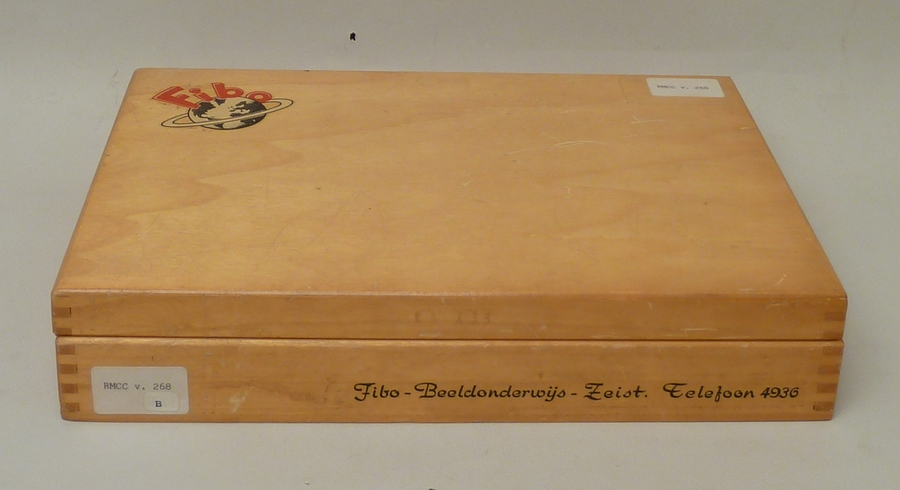 Fibo
RMCC v. 268
RMCC v. 268
B
Fibo - Beeldonderwijs - Zeist. Telefoon 4936